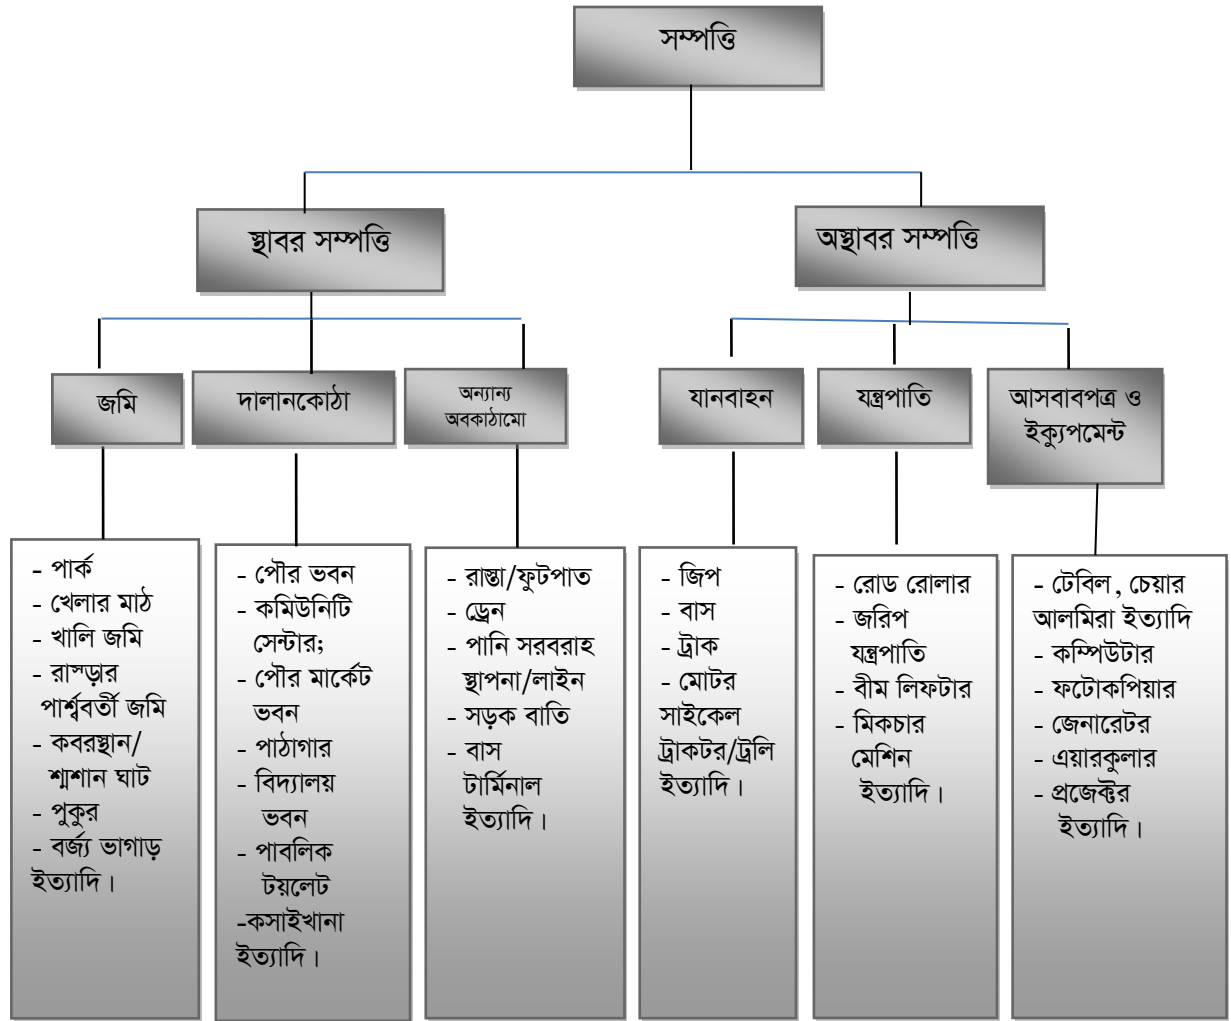 সম্পত্তি
স্থাবর সম্পত্তি
অস্থাবর সম্পত্তি
জমি
দালানকোঠা
অন্যান্য
অবকাঠামো
যানবাহন
যন্ত্রপাতি
আসবাবপত্র ও
ইক্যুপমেন্ট
- পার্ক
- খেলার মাঠ
- খালি জমি
- রাস্ড়ার
পার্শ্ববর্তী জমি
- কবরস্থান/
শ্মশান ঘাট
- পুকুর
- বর্জ্য ভাগাড়
ইত্যাদি।
- পৌর ভবন
- কমিউনিটি
সেন্টার;
- পৌর মার্কেট
ভবন
- পাঠাগার
- বিদ্যালয়
ভবন
- পাবলিক
টয়লেট
-কসাইখানা
ইত্যাদি।
- রাস্তা/ফুটপাত
- ড্রেন
- পানি সরবরাহ
স্থাপনা/লাইন
- সড়ক বাতি
- বাস
টার্মিনাল
ইত্যাদি।
- জিপ
- বাস
- ট্রাক
- মোটর
সাইকেল
ট্রাকটর/ট্রলি
ইত্যাদি।
- রোড রোলার
- জরিপ
যন্ত্রপাতি
- বীম লিফটার
- মিকচার
মেশিন
ইত্যাদি।
- টেবিল, চেয়ার
আলমিরা ইত্যাদি
- কম্পিউটার
- ফটোকপিয়ার
- জেনারেটর
- এয়ারকুলার
- প্রজেক্টর
ইত্যাদি।